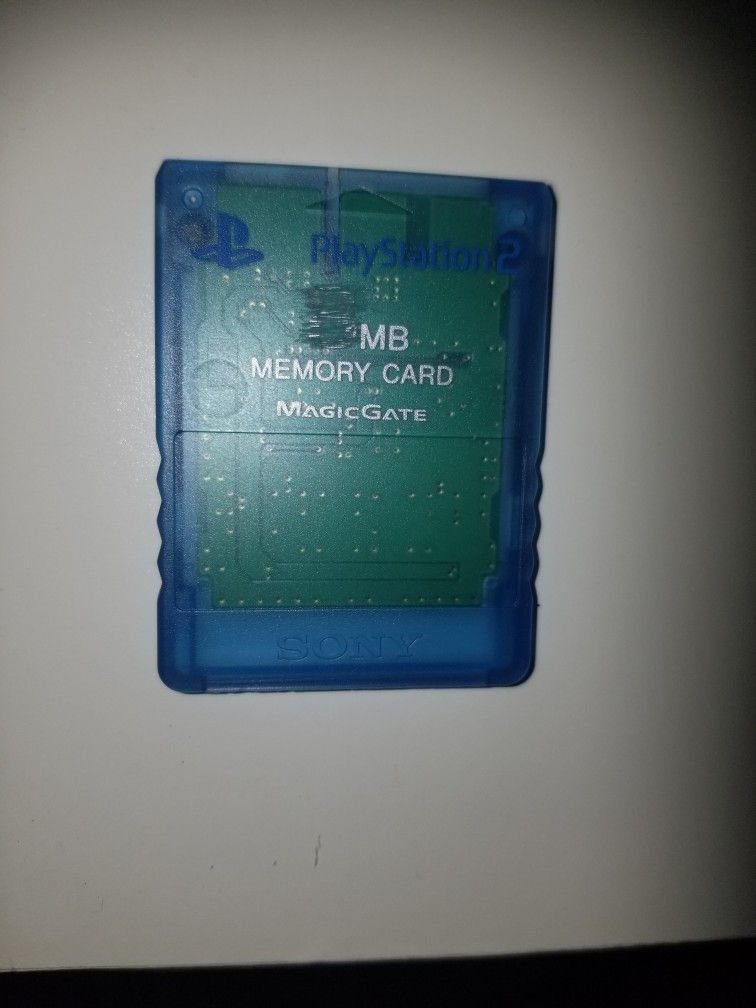 PlayStation 2
MB
MEMORY CARD
MAGICGATE
SONY